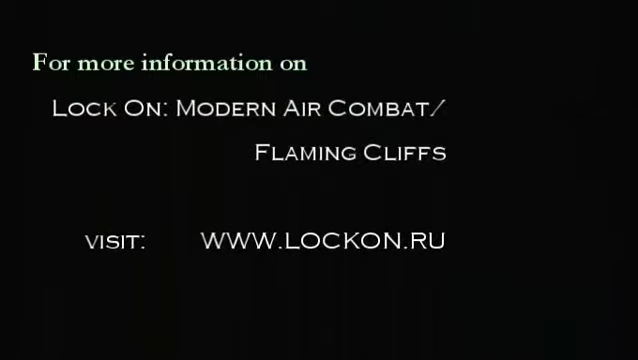 For more information on
Lock On: Modern Air Combat/
Flaming Cliffs
visit: www.lockon.ru